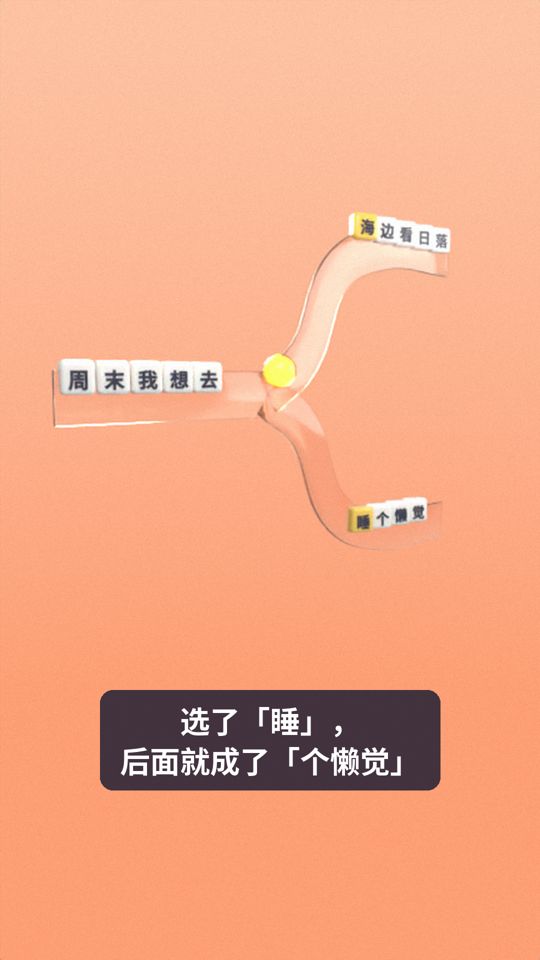 海边看日落
周末我想去
睡个懒觉
选了「睡」，
后面就成了「个懒觉」